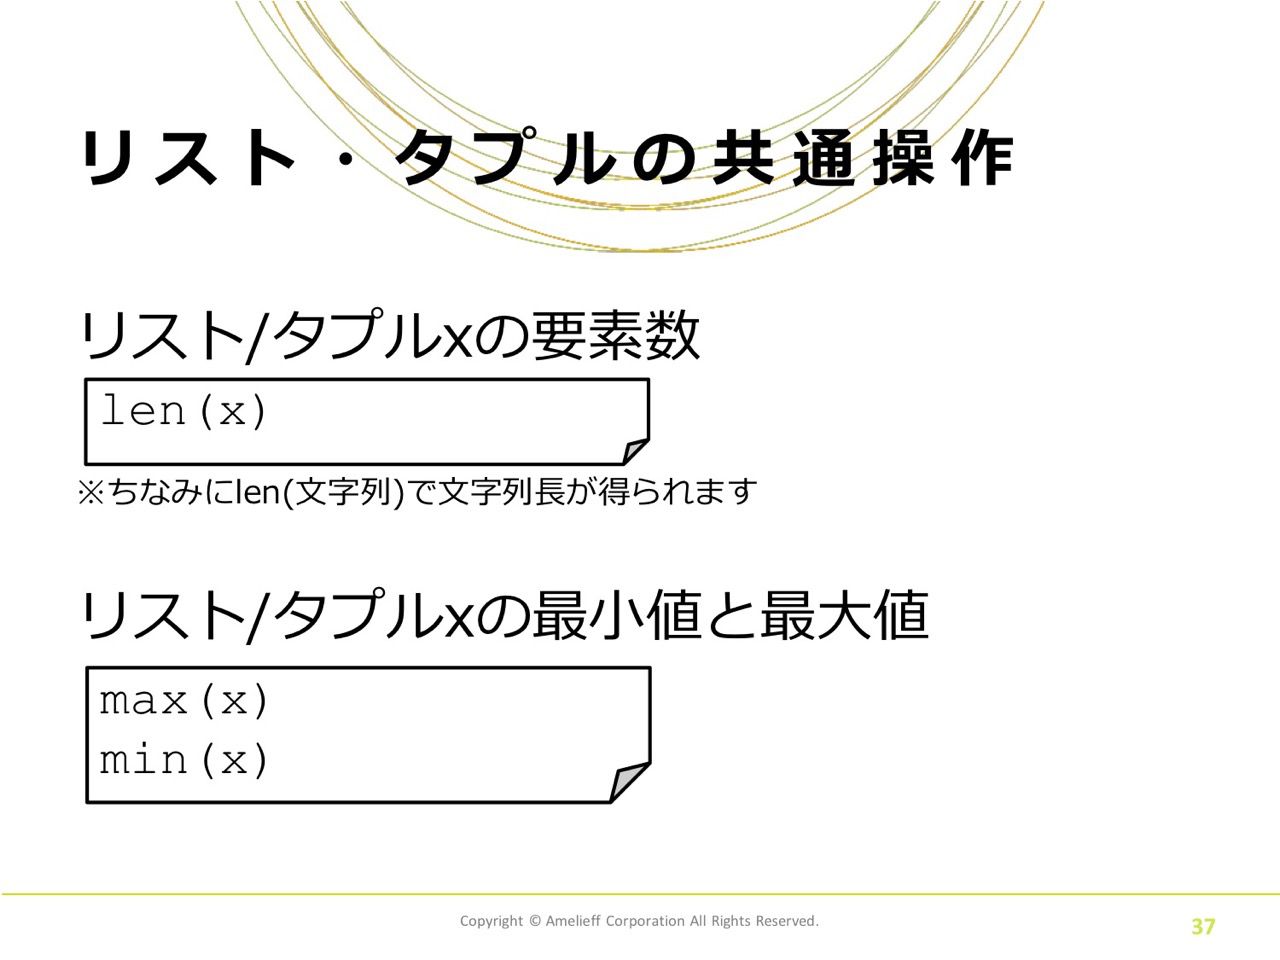 リスト・タプルの共通操作
リスト/タプルxの要素数
len(x)
※ちなみにlen(文字列)で文字列長が得られます
リスト/タプルxの最小値と最大値
max(x)
min(x)
Copyright © Amelieff Corporation All Rights Reserved.
37